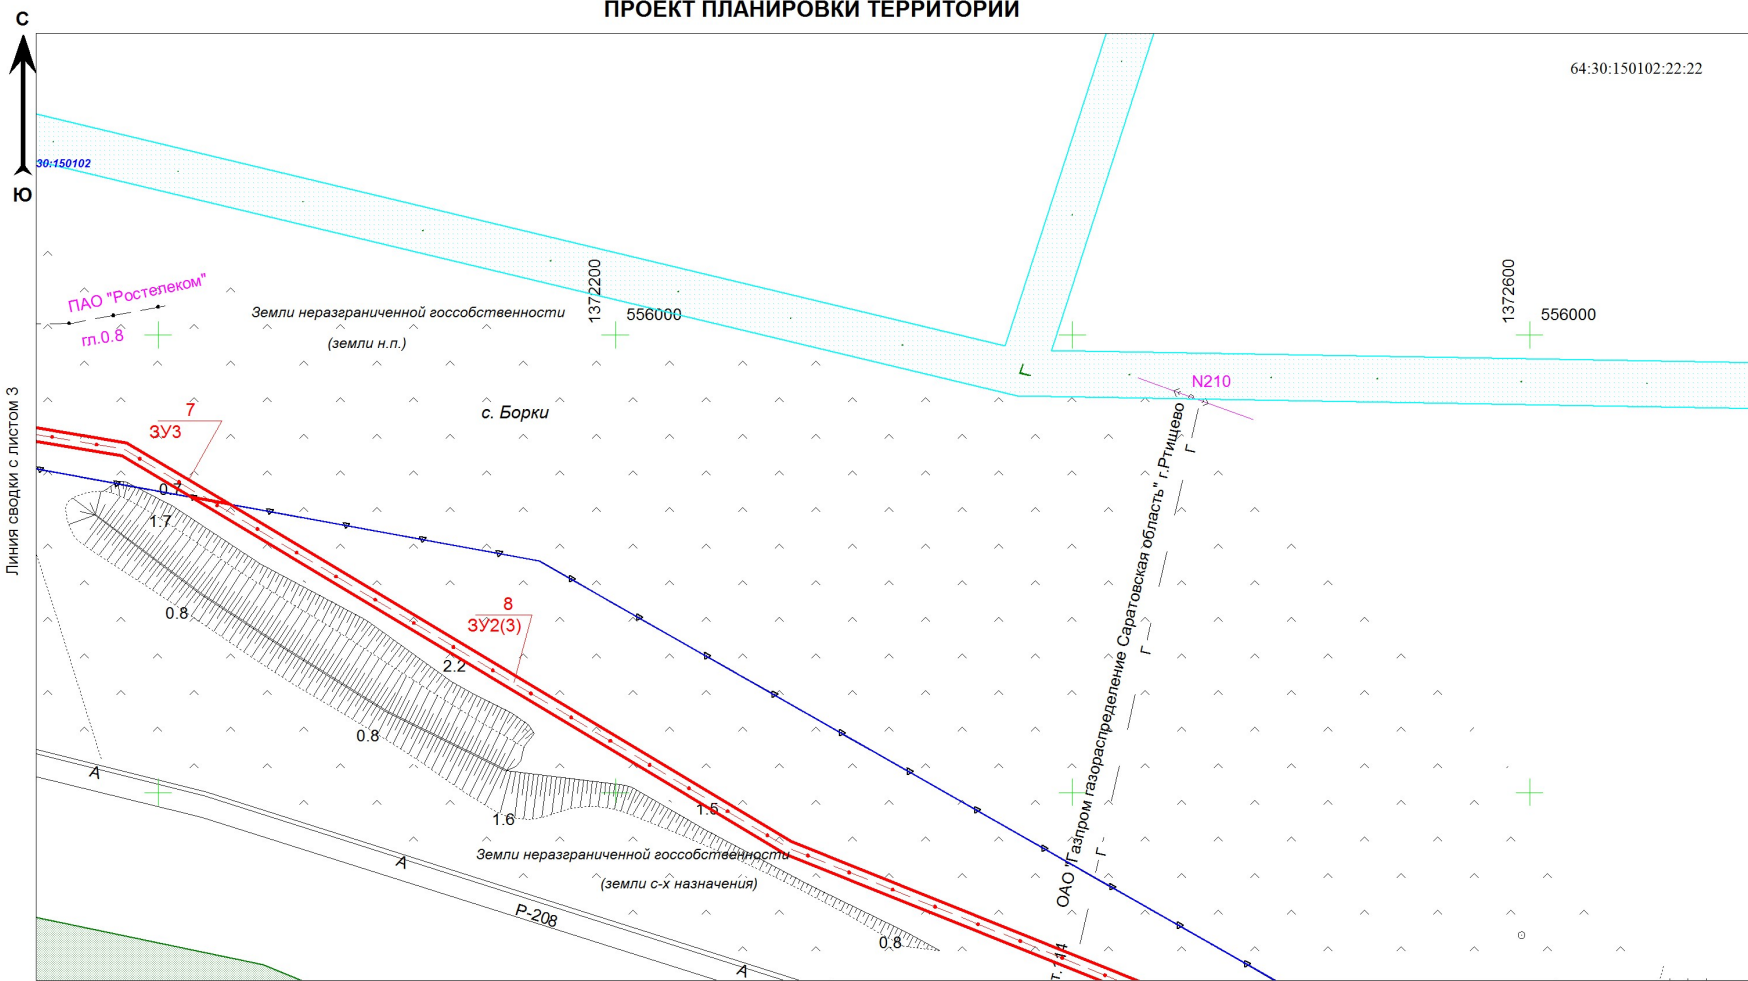 ПРОЕКТ ПЛАНИРОВКИ ТЕРРИТОРИИ
С
Ю
64:30:150102:22:22
30:150102
ПАО "Ростелеком"
гл.0.8
Земли неразграниченной госсобственности
(земли н.п.)
1372200
556000
1372600
556000
Линия сводки с листом 3
7
ЗУ3
с. Борки
N210
0.7
1.7
0.8
8
ЗУ2(3)
2.2
0.8
ОАО "Газпром газораспределение Саратовская область" г.Ртищево
Г
Г
Г
А
1.6
1.5
Земли неразграниченной госсобственности
(земли с-х назначения)
А
Р-208
0.8
А